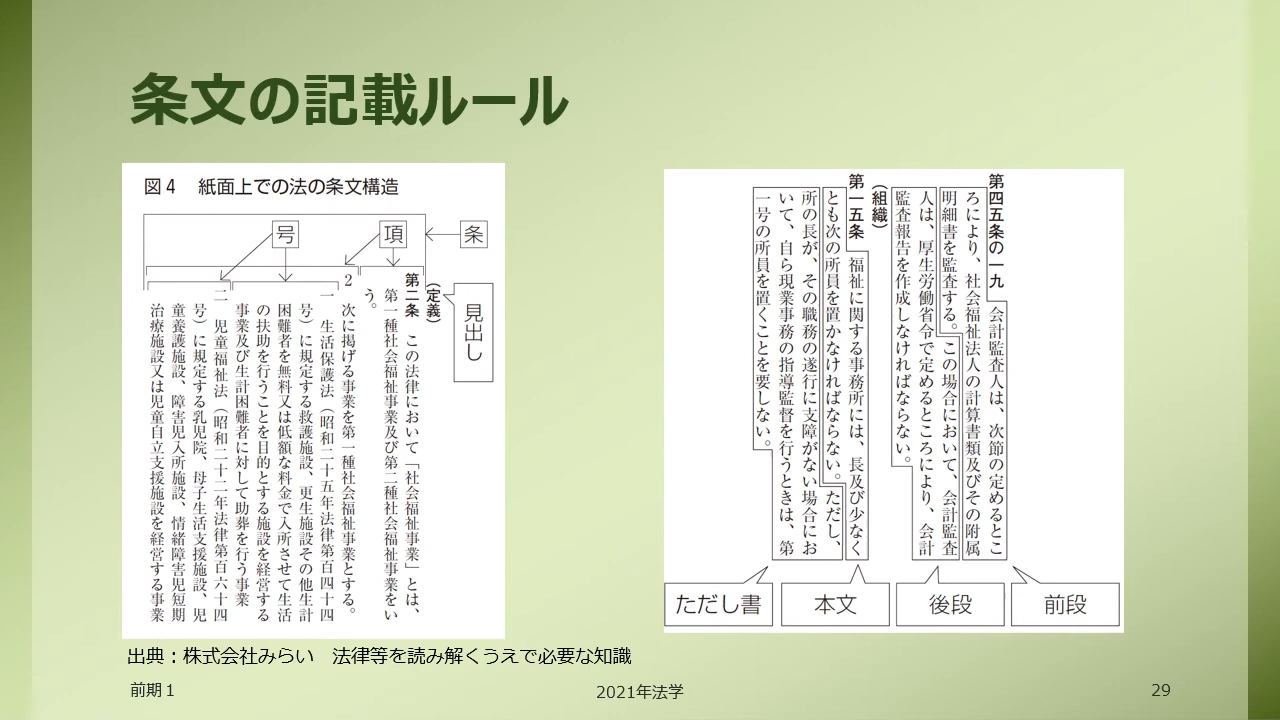 条文の記載ルール
図4 紙面上での法の条文構造
号
項
条
見出し
(定義)
第二条 この法律において「社会福祉事業」とは、
第一種社会福祉事業及び第二種社会福祉事業をい
う。
2 次に掲げる事業を第一種社会福祉事業とする。
一 生活保護法(昭和二十五年法律第百四十四
号)に規定する救護施設、更生施設その他生計
困難者を無料又は低額な料金で入所させて生活
の扶助を行うことを目的とする施設を経営する
事業及び生計困難者に対して助葬を行う事業
二 児童福祉法(昭和二十二年法律第百六十四
号)に規定する乳児院、母子生活支援施設、児
童養護施設、障害児入所施設、情緒障害児短期
治療施設又は児童自立支援施設を経営する事業
第四五条の一九 会計監査人は、次節の定めるとこ
ろにより、社会福祉法人の計算書類及びその附属
明細書を監査する。この場合において、会計監査
人は、厚生労働省令で定めるところにより、会計
監査報告を作成しなければならない。
(組織)
第一五条 福祉に関する事務所には、長及び少なく
とも次の所員を置かなければならない。ただし、
所の長が、その職務の遂行に支障がない場合にお
いて、自ら現業事務の指導監督を行うときは、第
一号の所員を置くことを要しない。
ただし書
本文
後段
前段
出典：株式会社みらい 法律等を読み解くうえで必要な知識
前期１
2021年法学
29